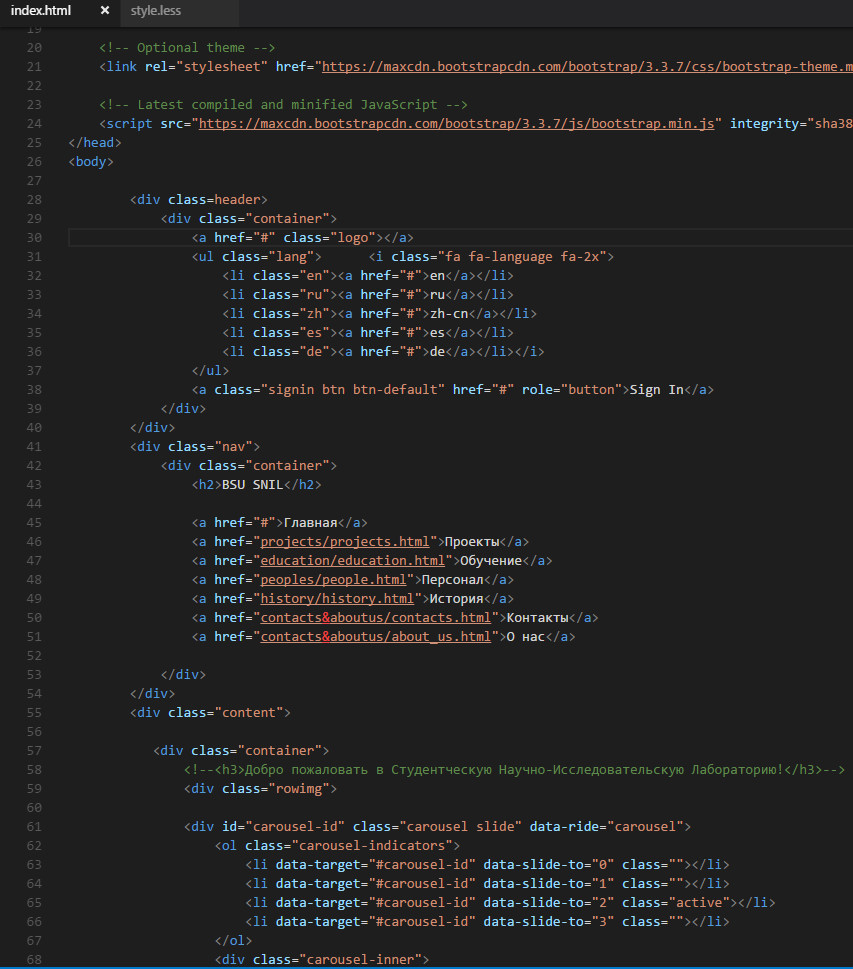 index.html × style.less
19
20 <!-- Optional theme -->
21 <link rel="stylesheet" href="https://maxcdn.bootstrapcdn.com/bootstrap/3.3.7/css/bootstrap-theme.m
22
23 <!-- Latest compiled and minified JavaScript -->
24 <script src="https://maxcdn.bootstrapcdn.com/bootstrap/3.3.7/js/bootstrap.min.js" integrity="sha38
25 </head>
26 <body>
27
28 <div class=header>
29 <div class="container">
30 <a href="#" class="logo"></a>
31 <ul class="lang"> <i class="fa fa-language fa-2x">
32 <li class="en"><a href="#">en</a></li>
33 <li class="ru"><a href="#">ru</a></li>
34 <li class="zh"><a href="#">zh-cn</a></li>
35 <li class="es"><a href="#">es</a></li>
36 <li class="de"><a href="#">de</a></li></i>
37 </ul>
38 <a class="signin btn btn-default" href="#" role="button">Sign In</a>
39 </div>
40 </div>
41 <div class="nav">
42 <div class="container">
43 <h2>BSU SNIL</h2>
44
45 <a href="#">Главная</a>
46 <a href="projects/projects.html">Проекты</a>
47 <a href="education/education.html">Обучение</a>
48 <a href="peoples/people.html">Персонал</a>
49 <a href="history/history.html">История</a>
50 <a href="contacts&aboutus/contacts.html">Контакты</a>
51 <a href="contacts&aboutus/about_us.html">О нас</a>
52
53 </div>
54 </div>
55 <div class="content">
56
57 <div class="container">
58 <!--<h3>Добро пожаловать в Студентческую Научно-Исследовательскую Лабораторию!</h3>-->
59 <div class="rowimg">
60
61 <div id="carousel-id" class="carousel slide" data-ride="carousel">
62 <ol class="carousel-indicators">
63 <li data-target="#carousel-id" data-slide-to="0" class=""></li>
64 <li data-target="#carousel-id" data-slide-to="1" class=""></li>
65 <li data-target="#carousel-id" data-slide-to="2" class="active"></li>
66 <li data-target="#carousel-id" data-slide-to="3" class=""></li>
67 </ol>
68 <div class="carousel-inner">